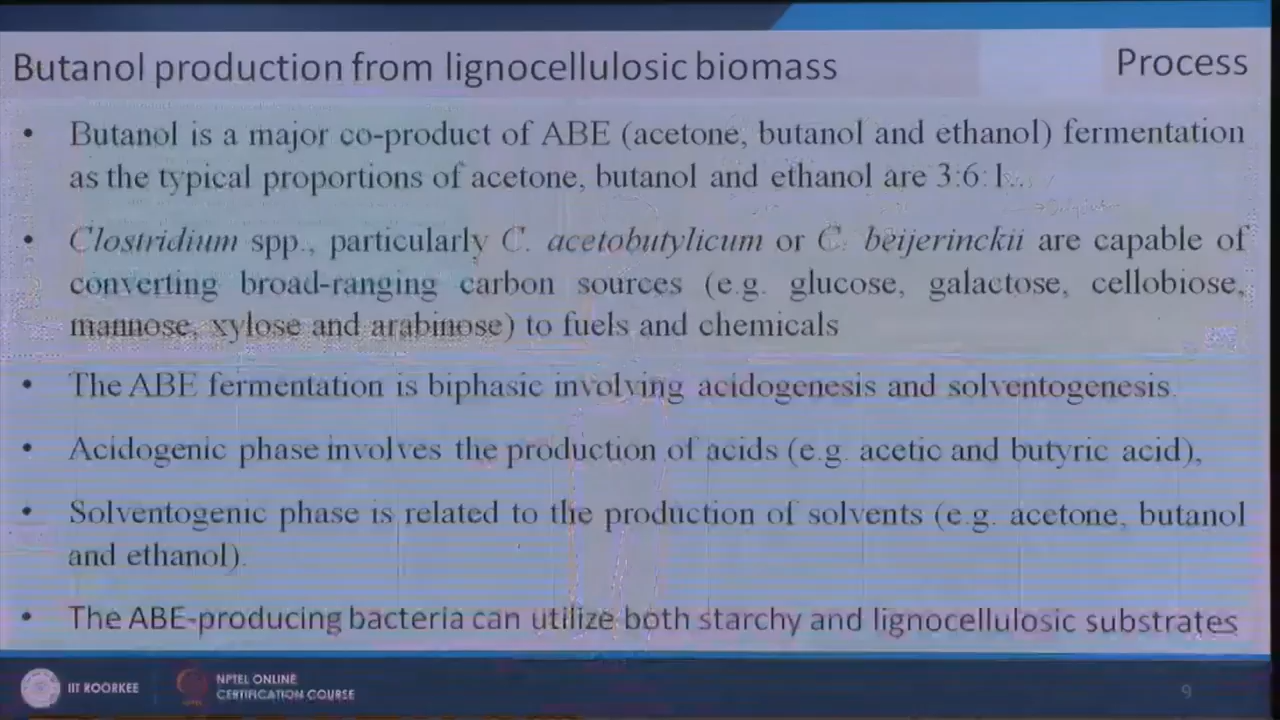 Butanol production from lignocellulosic biomass Process
• Butanol is a major co-product of ABE (acetone, butanol and ethanol) fermentation
as the typical proportions of acetone, butanol and ethanol are 3:6:1..
• Clostridium spp., particularly C. acetobutylicum or C. beijerinckii are capable of
converting broad-ranging carbon sources (e.g. glucose, galactose, cellobiose,
mannose, xylose and arabinose) to fuels and chemicals
• The ABE fermentation is biphasic involving acidogenesis and solventogenesis.
• Acidogenic phase involves the production of acids (e.g. acetic and butyric acid),
• Solventogenic phase is related to the production of solvents (e.g. acetone, butanol
and ethanol).
• The ABE-producing bacteria can utilize both starchy and lignocellulosic substrates
IIT ROORKEE
NPTEL ONLINE
CERTIFICATION COURSE
9